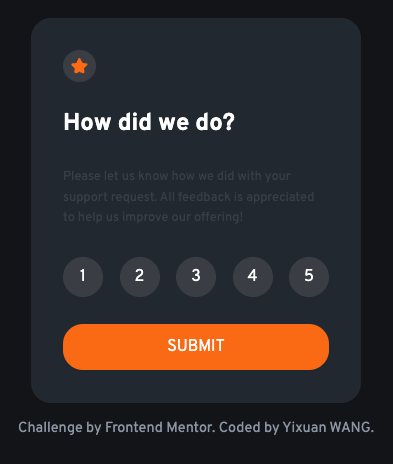 How did we do?
Please let us know how we did with your
support request. All feedback is appreciated
to help us improve our offering!
1 2 3 4 5
SUBMIT
Challenge by Frontend Mentor. Coded by Yixuan WANG.